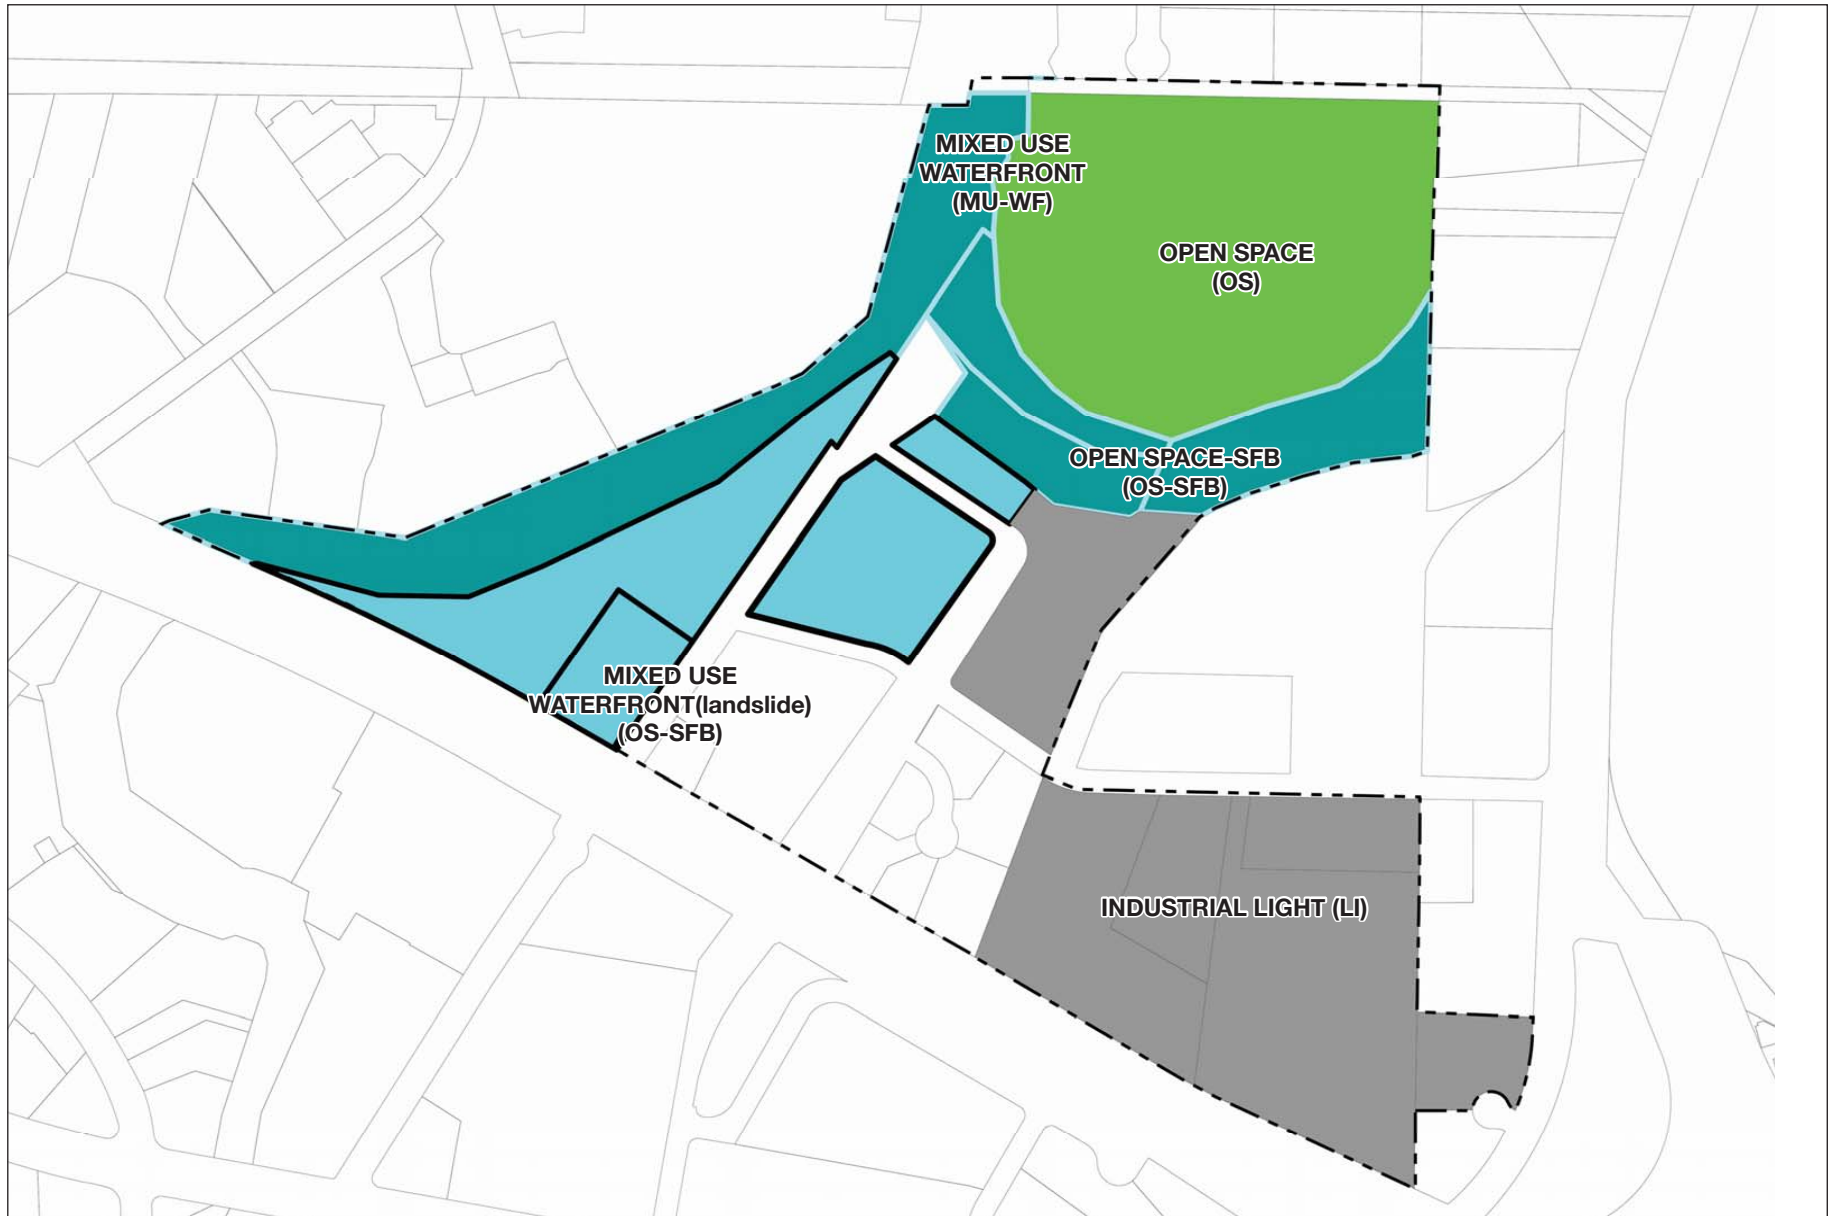 MIXED USE
WATERFRONT
(MU-WF)
OPEN SPACE
(OS)
OPEN SPACE-SFB
(OS-SFB)
MIXED USE
WATERFRONT(landslide)
(OS-SFB)
INDUSTRIAL LIGHT (LI)